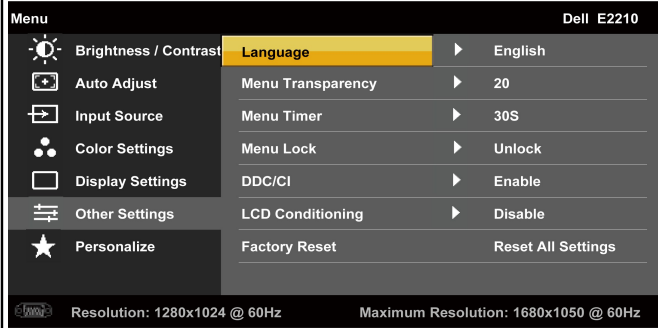 Menu Dell E2210
Brightness / Contrast Language English
Auto Adjust Menu Transparency 20
Input Source Menu Timer 30S
Color Settings Menu Lock Unlock
Display Settings DDC/CI Enable
Other Settings LCD Conditioning Disable
Personalize Factory Reset Reset All Settings
Resolution: 1280x1024 @ 60Hz Maximum Resolution: 1680x1050 @ 60Hz